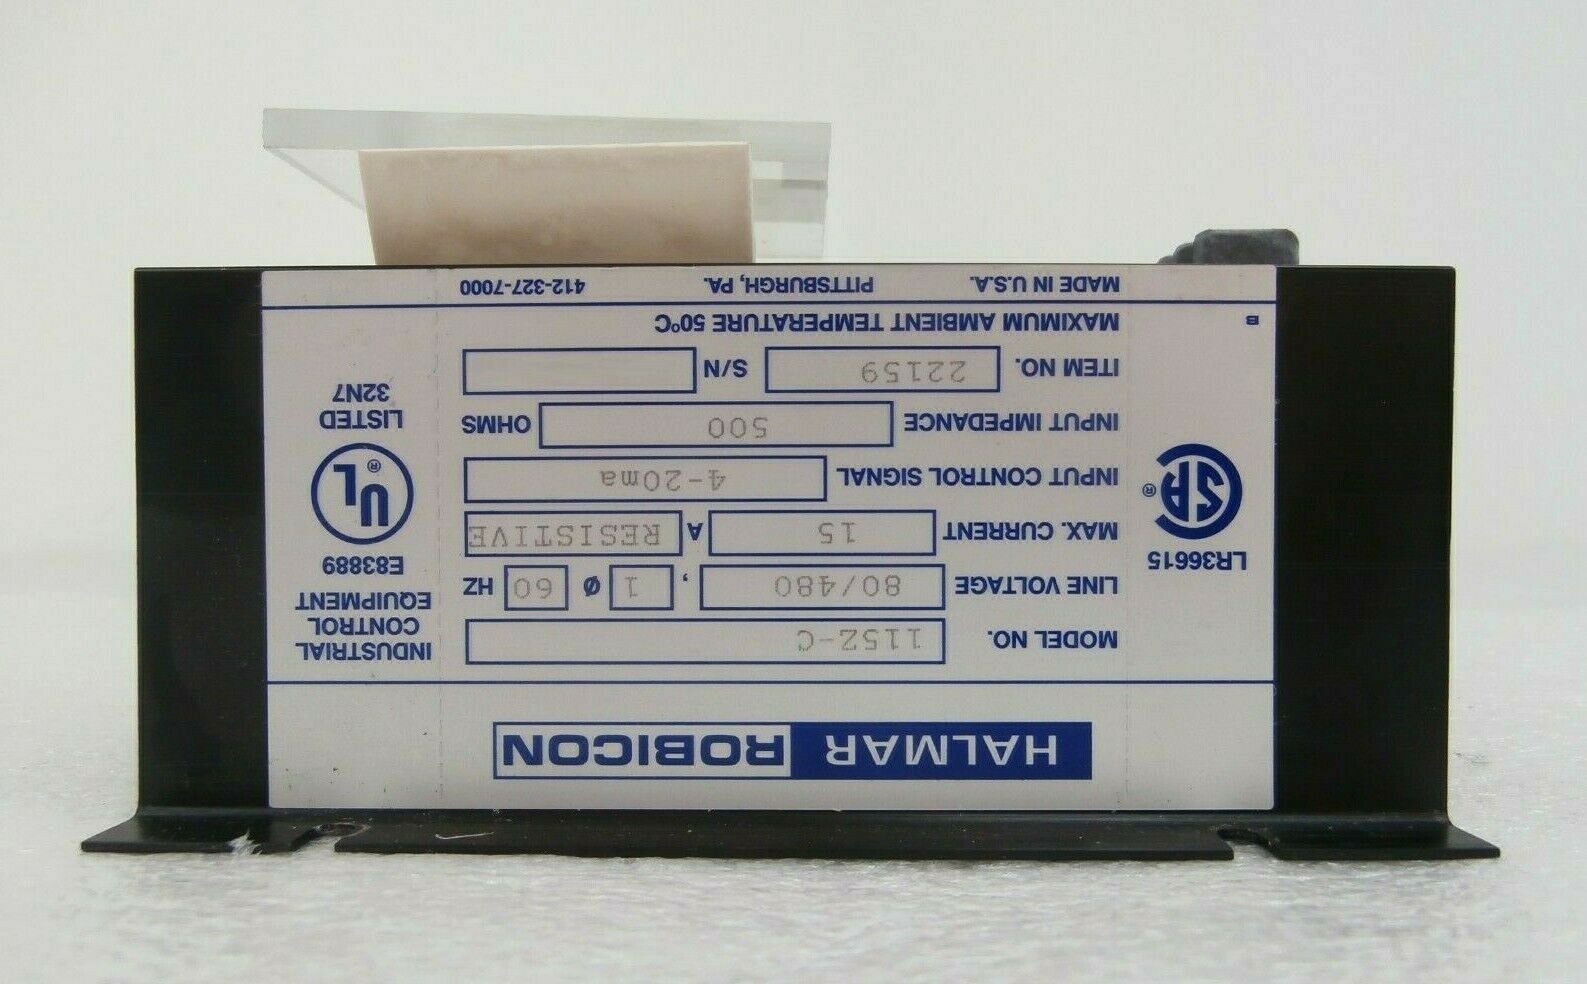 HALMAR ROBICON
MODEL NO. 1152-C
LINE VOLTAGE 80/480 , 1 Ø 60 HZ
MAX. CURRENT 15 A RESISTIVE
INPUT CONTROL SIGNAL 4-20ma
INPUT IMPEDANCE 500 OHMS
ITEM NO. 22159 S/N
MAXIMUM AMBIENT TEMPERATURE 50°C
MADE IN U.S.A. PITTSBURGH, PA. 412-327-7000
LR36615
SA ®
B
INDUSTRIAL
CONTROL
EQUIPMENT
E83889
UL ®
LISTED
32N7